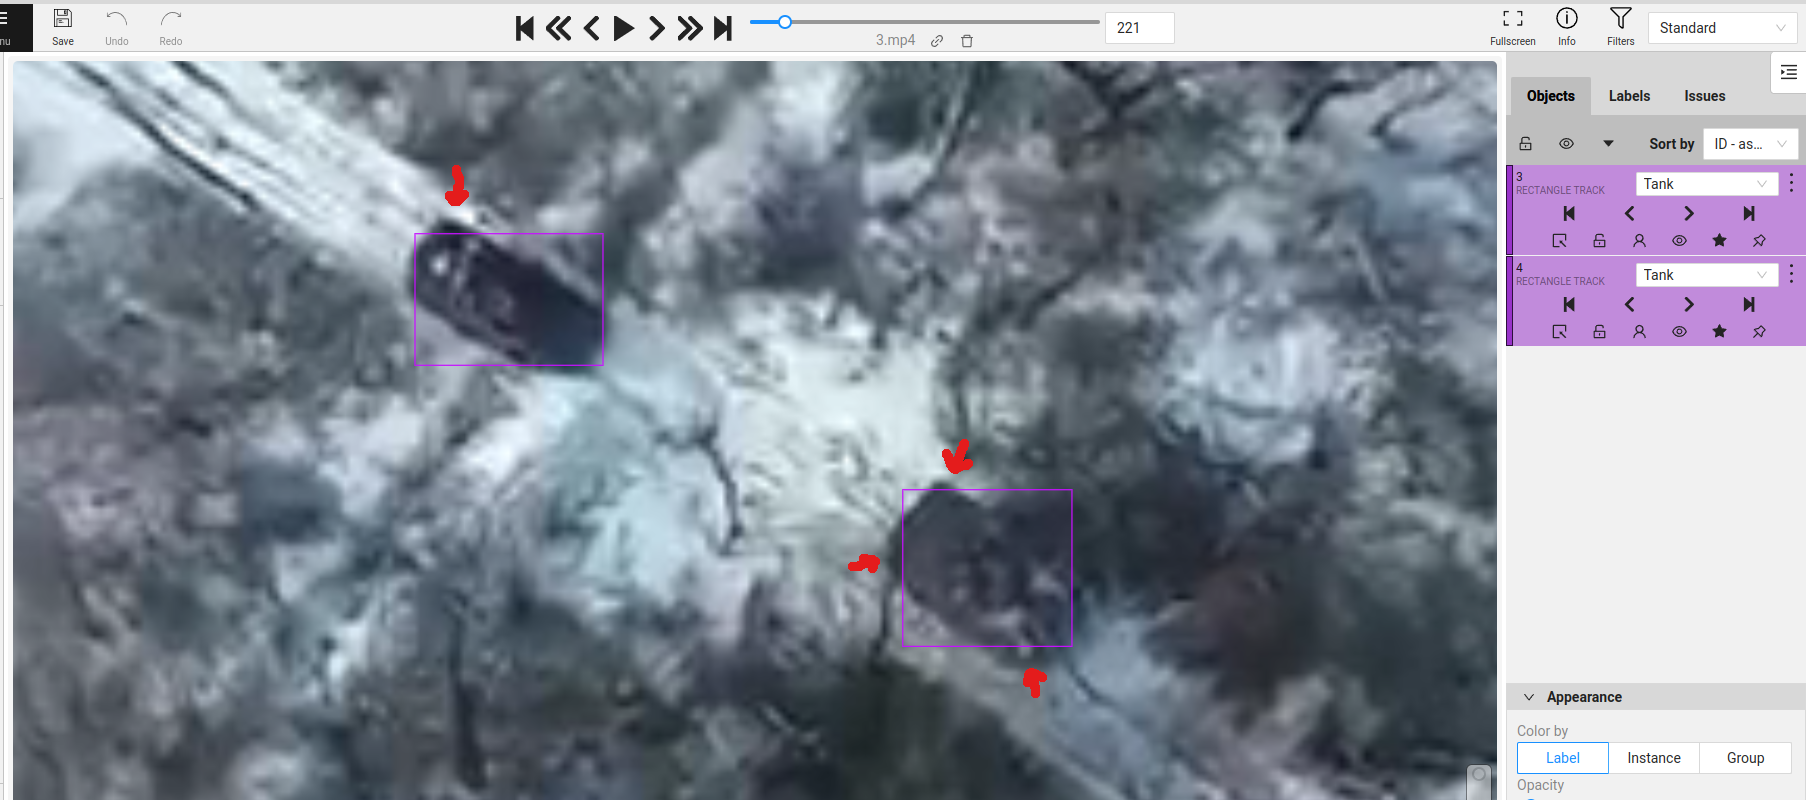 nu
Save
Undo
Redo
3.mp4
221
Fullscreen
Info
Filters
Standard
Objects
Labels
Issues
Sort by
ID - as...
3
RECTANGLE TRACK
Tank
4
RECTANGLE TRACK
Tank
Appearance
Color by
Label
Instance
Group
Opacity